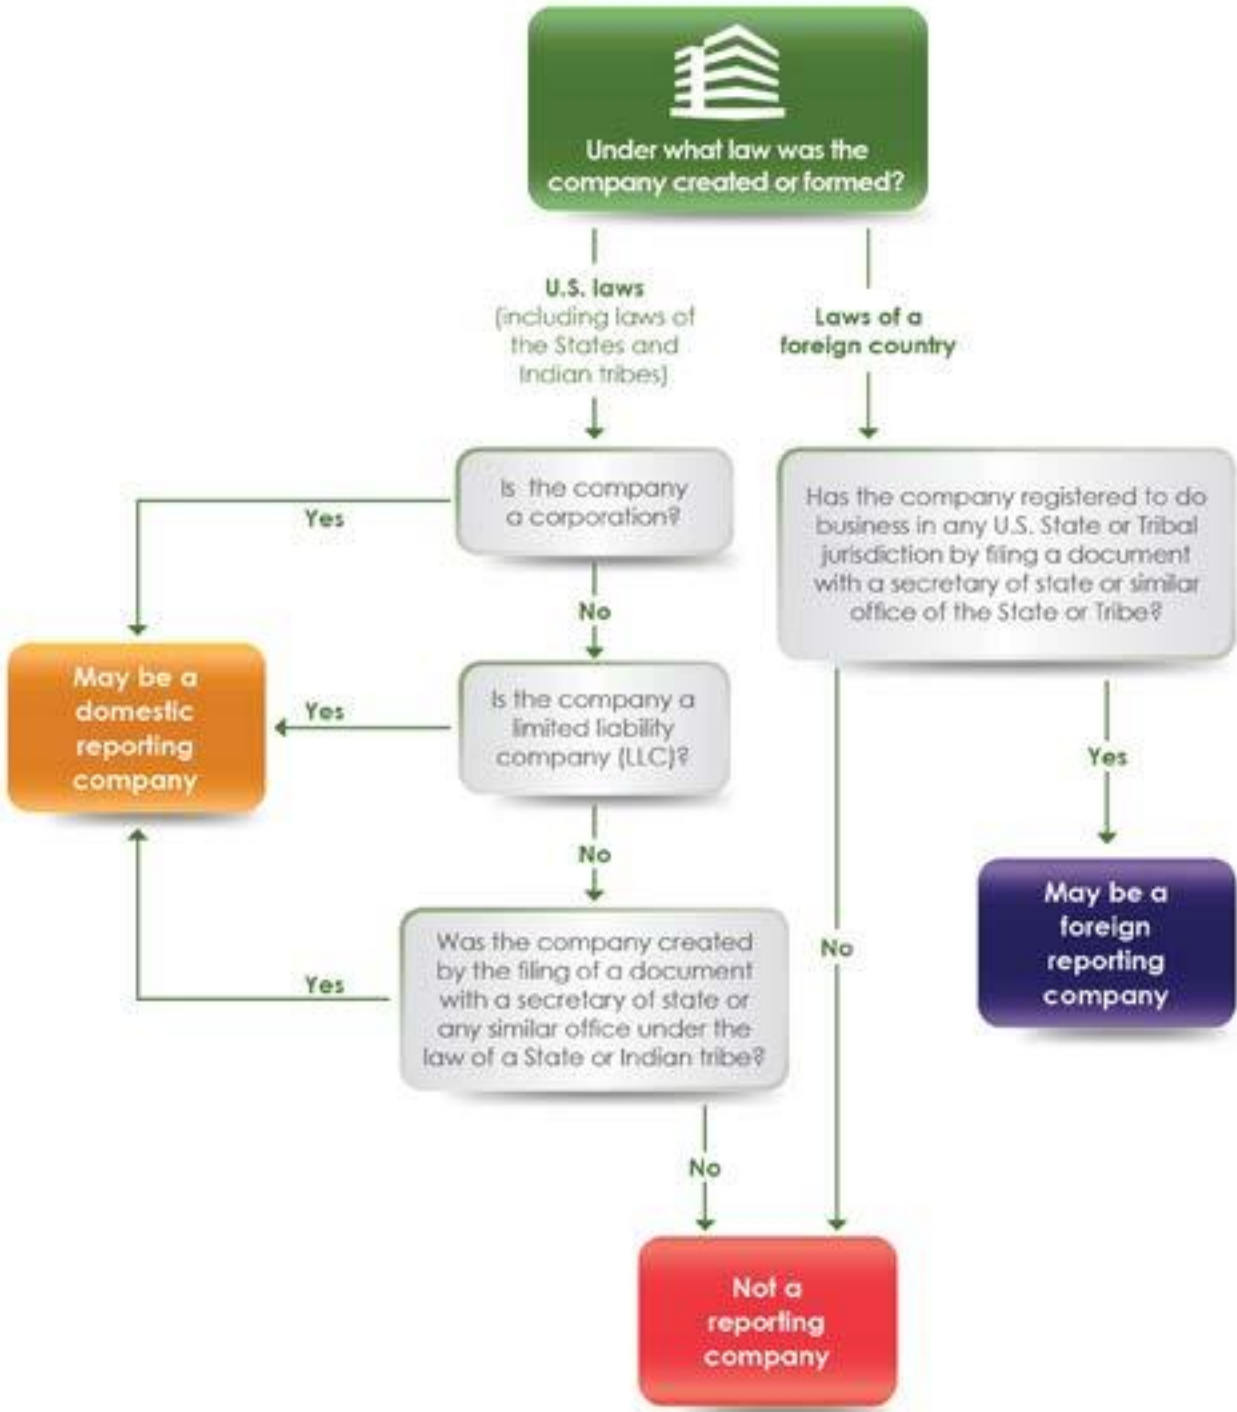 Under what law was the
company created or formed?
U.S. laws
(including laws of
the States and
Indian tribes)
Laws of a
foreign country
Is the company
a corporation?
Yes
No
Has the company registered to do
business in any U.S. State or Tribal
jurisdiction by filing a document
with a secretary of state or similar
office of the State or Tribe?
May be a
domestic
reporting
company
Yes
Is the company a
limited liability
company (LLC)?
No
Yes
May be a
foreign
reporting
company
Was the company created
by the filing of a document
with a secretary of state or
any similar office under the
law of a State or Indian tribe?
Yes
No
No
Not a
reporting
company